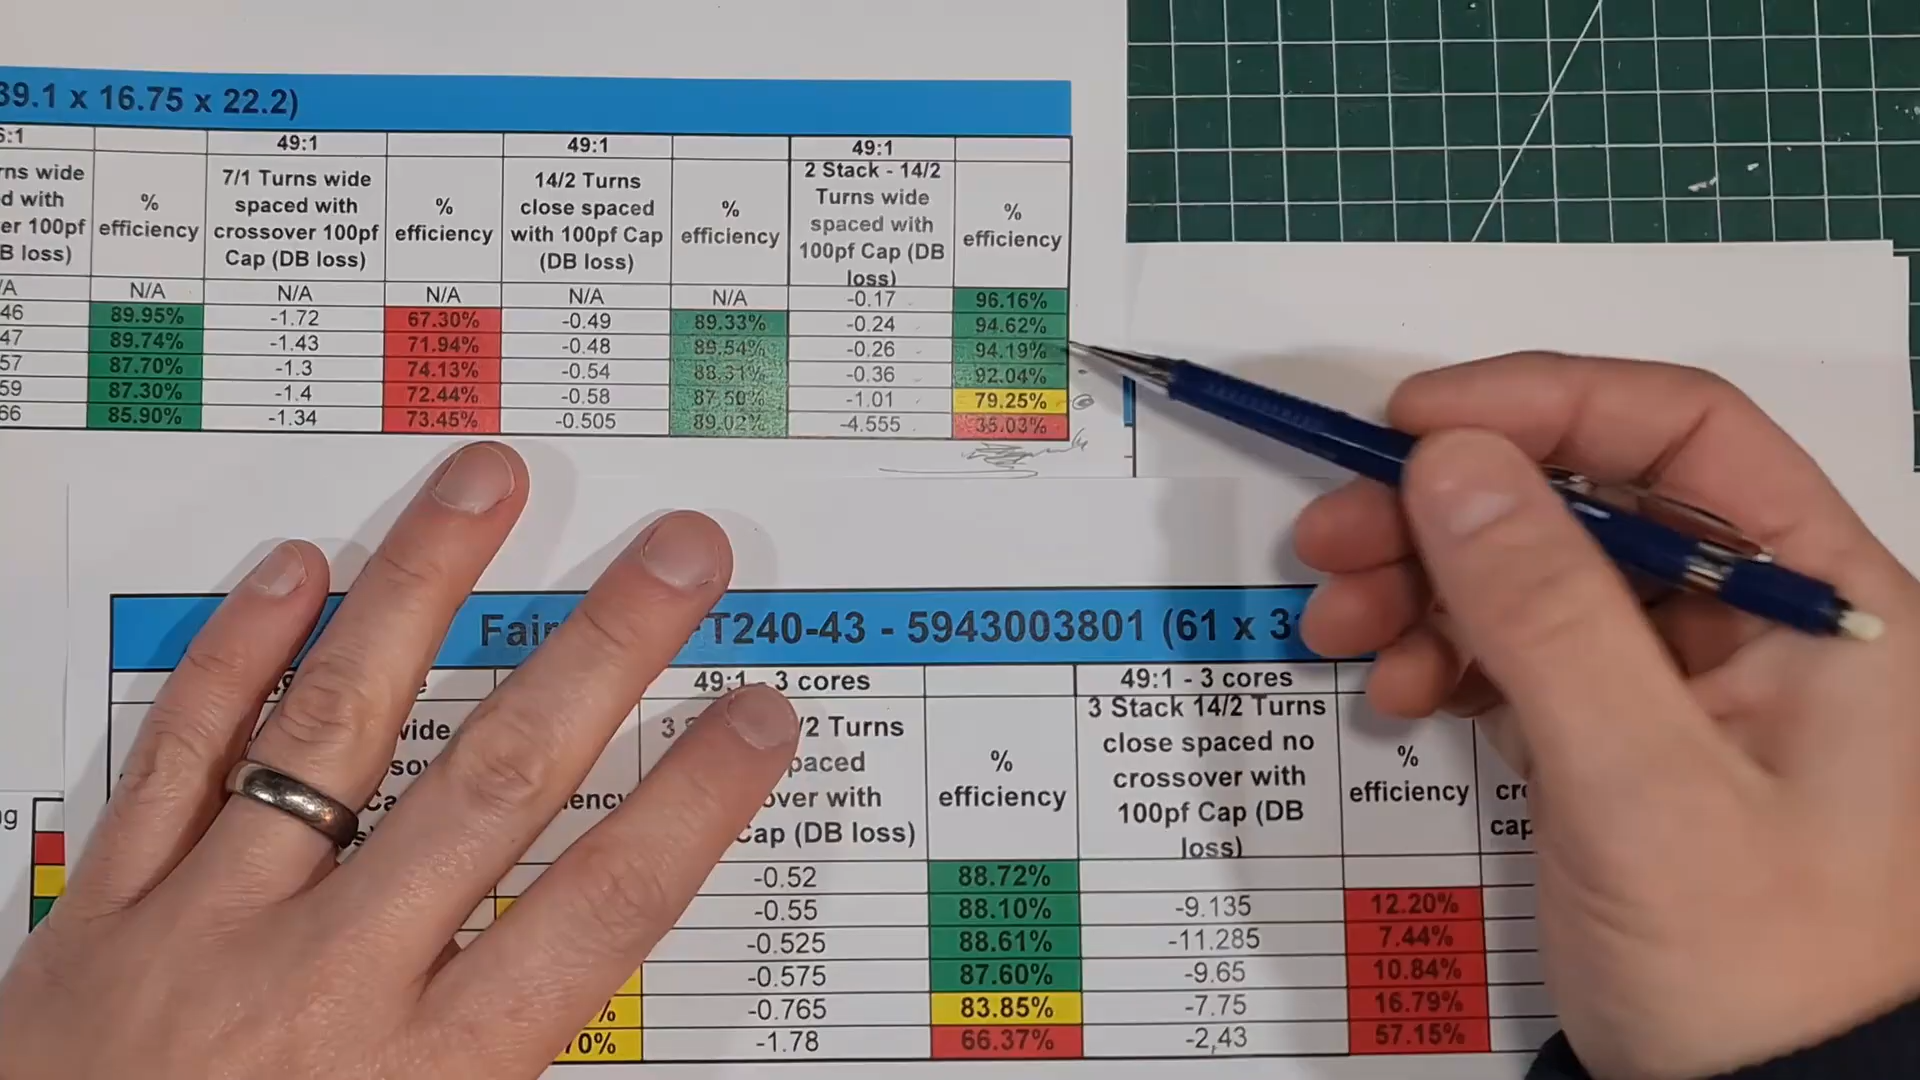 39.1 x 16.75 x 22.2)
49:1 49:1 49:1
wide
with
100pf
loss)
%
efficiency
7/1 Turns wide
spaced with
crossover 100pf
Cap (DB loss)
%
efficiency
14/2 Turns
close spaced
with 100pf Cap
(DB loss)
%
efficiency
2 Stack - 14/2
Turns wide
spaced with
100pf Cap (DB
loss)
%
efficiency
N/A N/A N/A N/A N/A -0.17 96.16%
46 89.95% -1.72 67.30% -0.49 89.33% -0.24 94.62%
47 89.74% -1.43 71.94% -0.48 89.54% -0.26 94.19%
57 87.70% -1.3 74.13% -0.54 88.31% -0.36 92.04%
59 87.30% -1.4 72.44% -0.58 87.50% -1.01 79.25%
66 85.90% -1.34 73.45% -0.505 89.02% -4.555 35.03%
FT240-43 - 5943003801 (61 x
49:1 - 3 cores 49:1 - 3 cores
wide
3
/2 Turns
paced
over with
Cap (DB loss)
%
efficiency
3 Stack 14/2 Turns
close spaced no
crossover with
100pf Cap (DB
loss)
%
efficiency
-0.52 88.72%
-0.55 88.10% -9.135 12.20%
-0.525 88.61% -11.285 7.44%
-0.575 87.60% -9.65 10.84%
% -0.765 83.85% -7.75 16.79%
70% -1.78 66.37% -2,43 57.15%